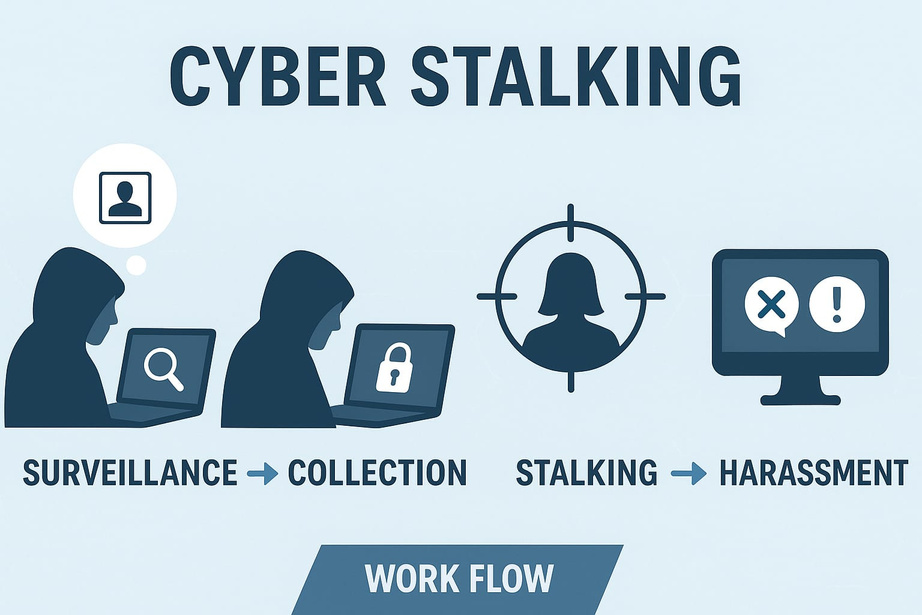 CYBER STALKING
SURVEILLANCE → COLLECTION
STALKING → HARASSMENT
WORK FLOW